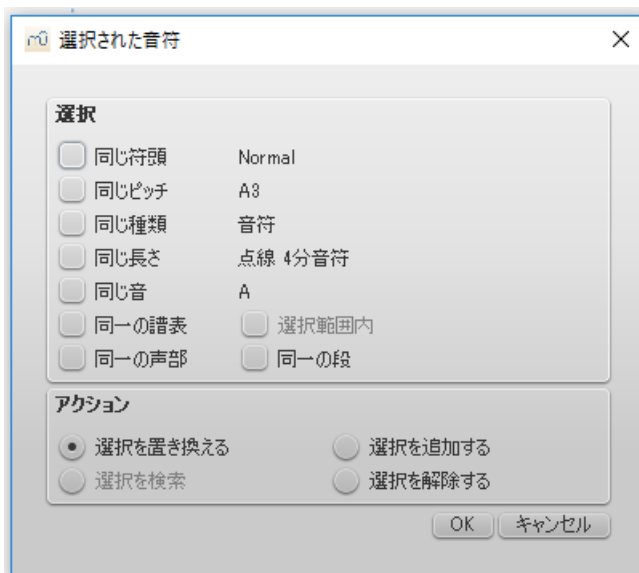 選択された音符
選択
同じ符頭 Normal
同じピッチ A3
同じ種類 音符
同じ長さ 点線 4分音符
同じ音 A
同一の譜表 選択範囲内
同一の声部 同一の段
アクション
選択を置き換える 選択を追加する
選択を検索 選択を解除する
OK キャンセル